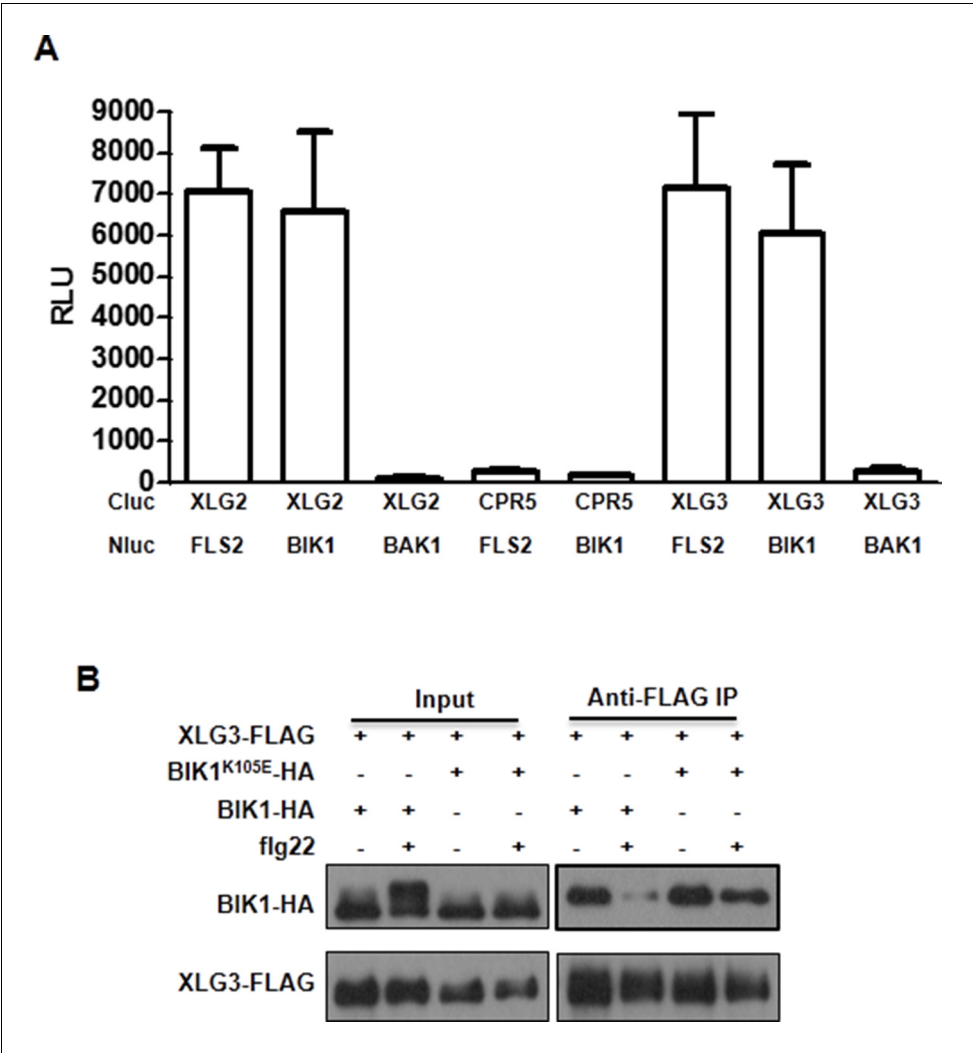 A
9000
8000
7000
6000
5000
4000
3000
2000
1000
0
RLU
Cluc XLG2 XLG2 XLG2 CPR5 CPR5 XLG3 XLG3 XLG3
Nluc FLS2 BIK1 BAK1 FLS2 BIK1 FLS2 BIK1 BAK1
B
Input Anti-FLAG IP
XLG3-FLAG + + + + + + + +
BIK1K105E-HA - - + + - - + +
BIK1-HA + + - - + + - -
flg22 - + - + - + - +
BIK1-HA
XLG3-FLAG